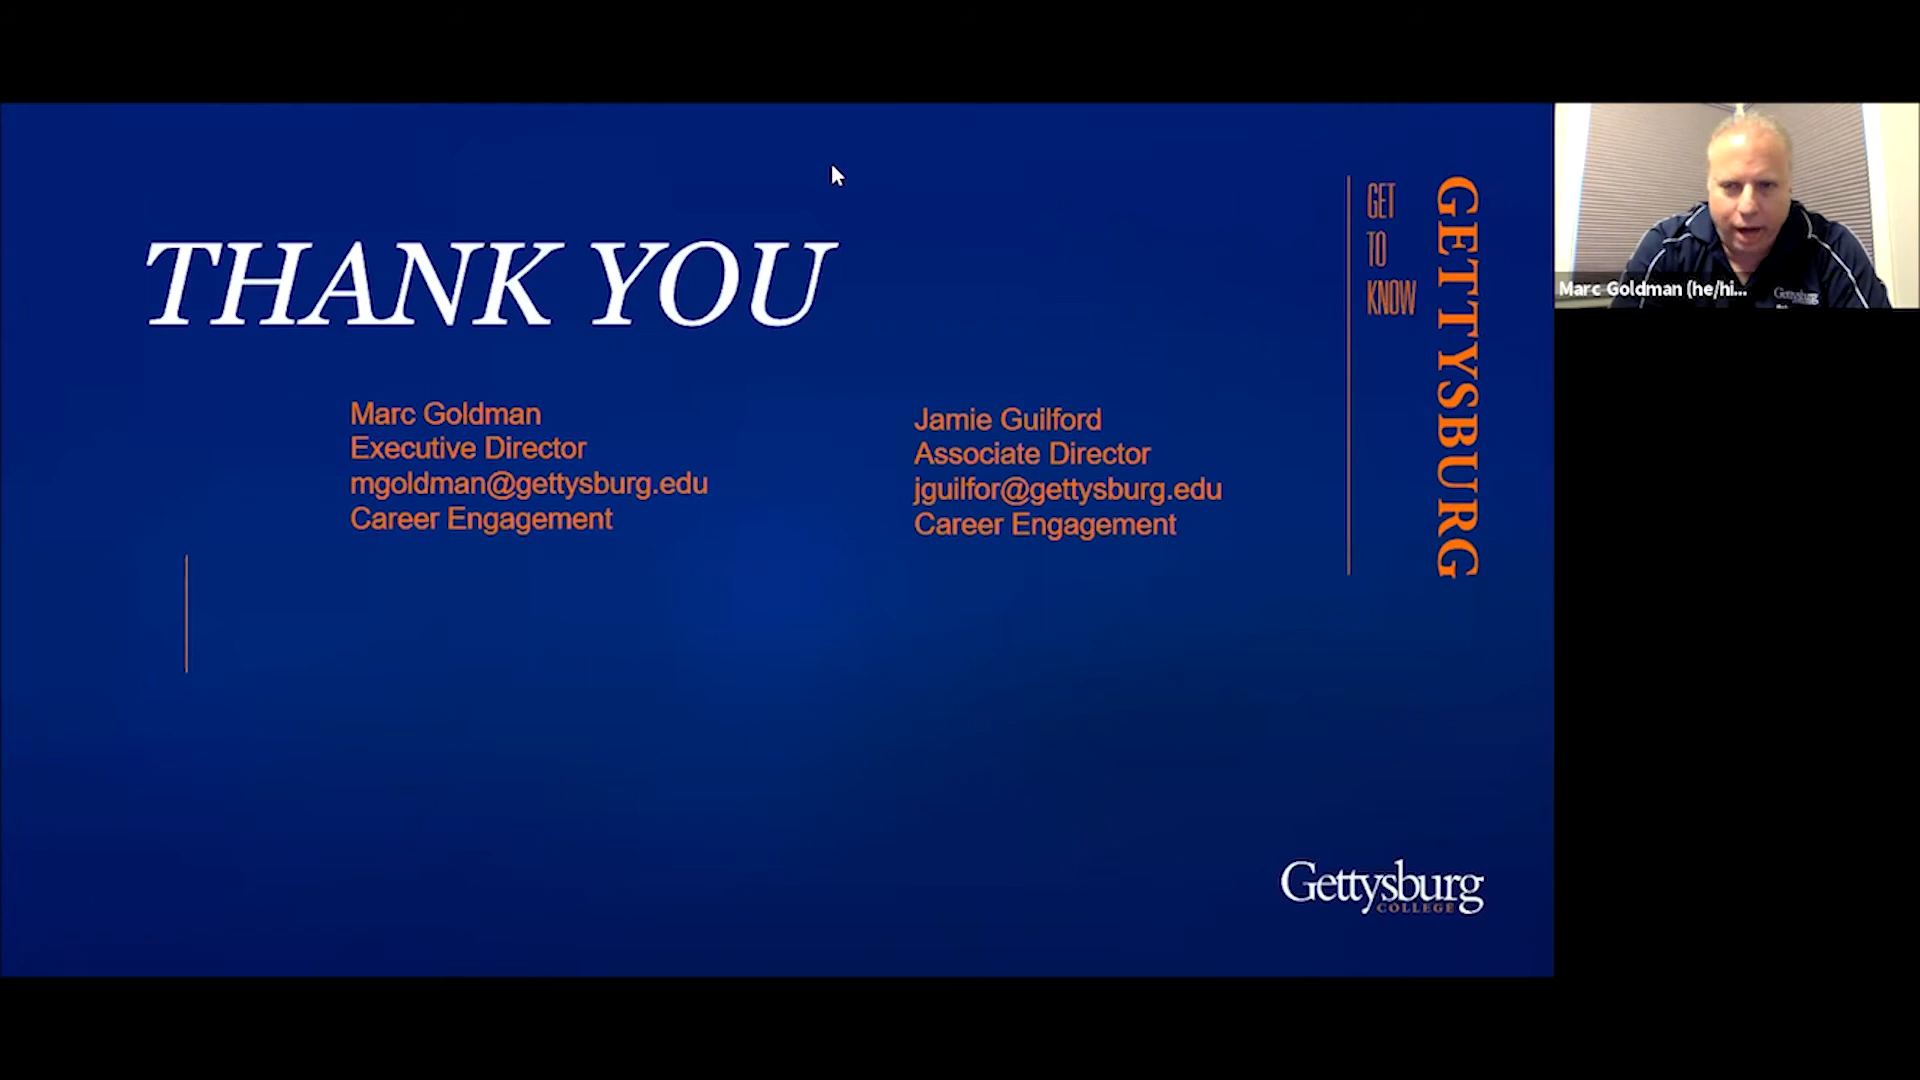 THANK YOU
Marc Goldman
Executive Director
mgoldman@gettysburg.edu
Career Engagement
Jamie Guilford
Associate Director
jguilfor@gettysburg.edu
Career Engagement
GET
TO
KNOW
GETTYSBURG
Gettysburg
COLLEGE
Marc Goldman (he/hi...
Gettysburg